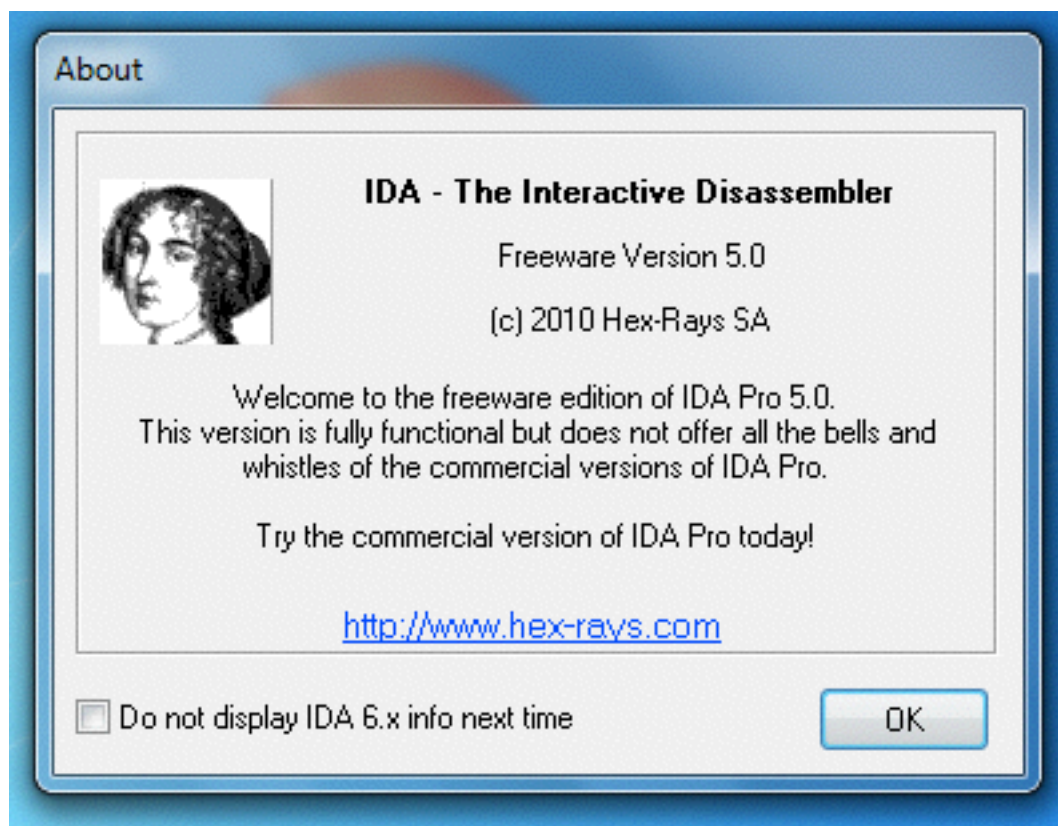 About
IDA - The Interactive Disassembler
Freeware Version 5.0
(c) 2010 Hex-Rays SA
Welcome to the freeware edition of IDA Pro 5.0.
This version is fully functional but does not offer all the bells and
whistles of the commercial versions of IDA Pro.
Try the commercial version of IDA Pro today!
http://www.hex-rays.com
Do not display IDA 6.x info next time
OK